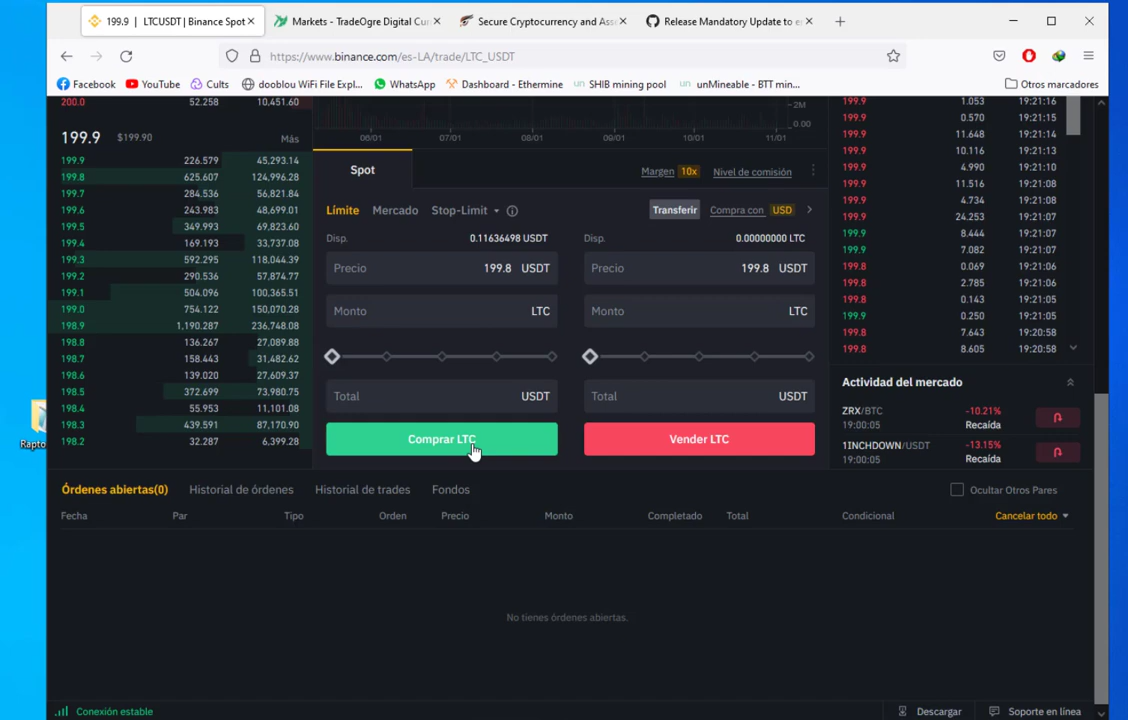 199.9 | LTCUSDT | Binance Spot
Markets - TradeOgre Digital Cur
Secure Cryptocurrency and Ass
Release Mandatory Update to e
https://www.binance.com/es-LA/trade/LTC_USDT
Facebook YouTube Cults dooblou WiFi File Expl... WhatsApp Dashboard - Ethermine SHIB mining pool unMineable - BTT min... Otros marcadores
200.0 52.258 10,451.60
199.9 $199.90 Más
199.9 226.579 45,293.14
199.8 625.607 124,996.28
199.7 284.536 56,821.84
199.6 243.983 48,699.01
199.5 349.993 69,823.60
199.4 169.193 33,737.08
199.3 592.295 118,044.39
199.2 290.536 57,874.77
199.1 504.096 100,365.51
199.0 754.122 150,070.28
198.9 1,190.287 236,748.08
198.8 136.267 27,089.88
198.7 158.443 31,482.62
198.6 139.020 27,609.37
198.5 372.699 73,980.75
198.4 55.953 11,101.08
198.3 439.591 87,170.90
198.2 32.287 6,399.28
2M
0.00
06/01 07/01 08/01 09/01 10/01 11/01
Spot
Margen 10x Nivel de comisión
Límite Mercado Stop-Limit
Transferir Compra con USD
Disp. 0.11636498 USDT
Precio 199.8 USDT
Monto LTC
Total USDT
Comprar LTC
Disp. 0.00000000 LTC
Precio 199.8 USDT
Monto LTC
Total USDT
Vender LTC
199.9 1.053 19:21:16
199.9 0.570 19:21:15
199.9 11.648 19:21:14
199.9 10.116 19:21:13
199.9 4.990 19:21:10
199.9 11.516 19:21:08
199.9 4.734 19:21:08
199.9 24.253 19:21:07
199.9 8.444 19:21:07
199.9 7.082 19:21:07
199.8 0.069 19:21:06
199.8 2.785 19:21:06
199.8 0.143 19:21:05
199.9 0.250 19:21:05
199.8 7.643 19:20:58
199.8 8.605 19:20:58
Actividad del mercado
ZRX/BTC -10.21%
19:00:05 Recaída
1INCHDOWN/USDT -13.15%
19:00:05 Recaída
Rapto
Órdenes abiertas(0) Historial de órdenes Historial de trades Fondos Ocultar Otros Pares
Fecha Par Tipo Orden Precio Monto Completado Total Condicional Cancelar todo
No tienes órdenes abiertas.
Conexión estable Descargar Soporte en línea